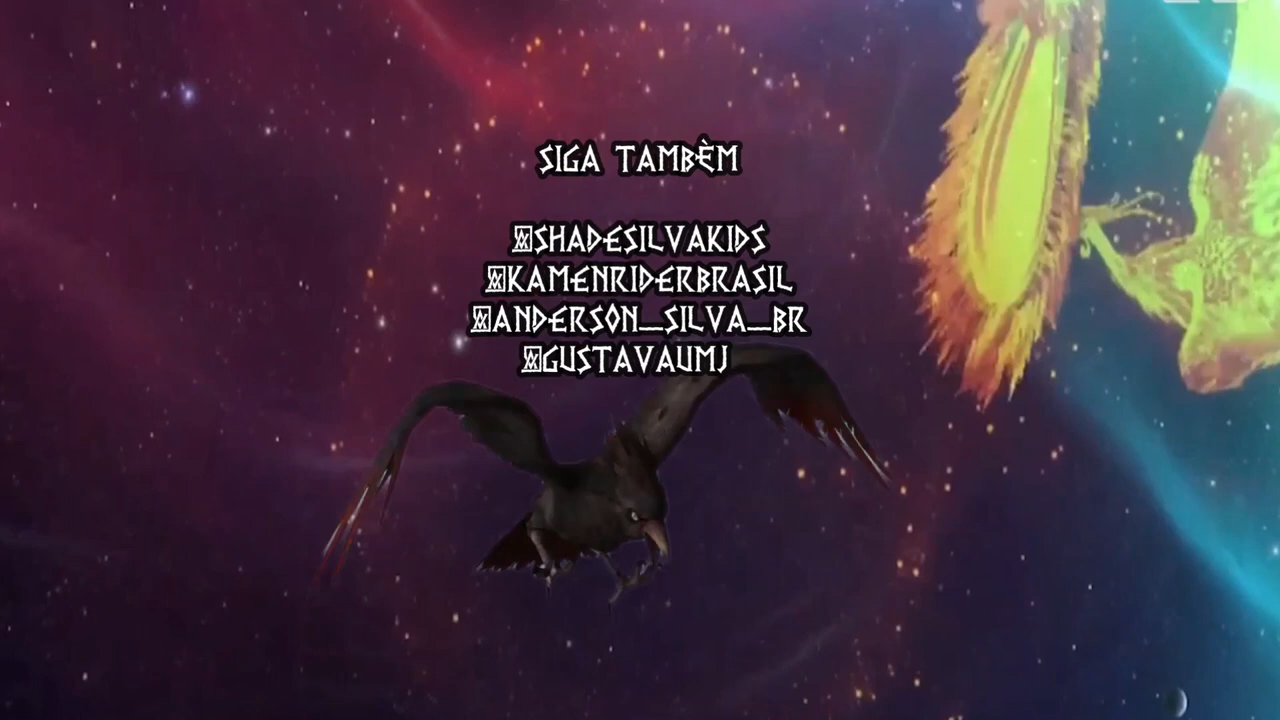 SIGA TAMBÈM
SHADESILVAKIDS
KAMENRIDERBRASIL
ANDERSON_SILVA_BR
GUSTAVAUMJ